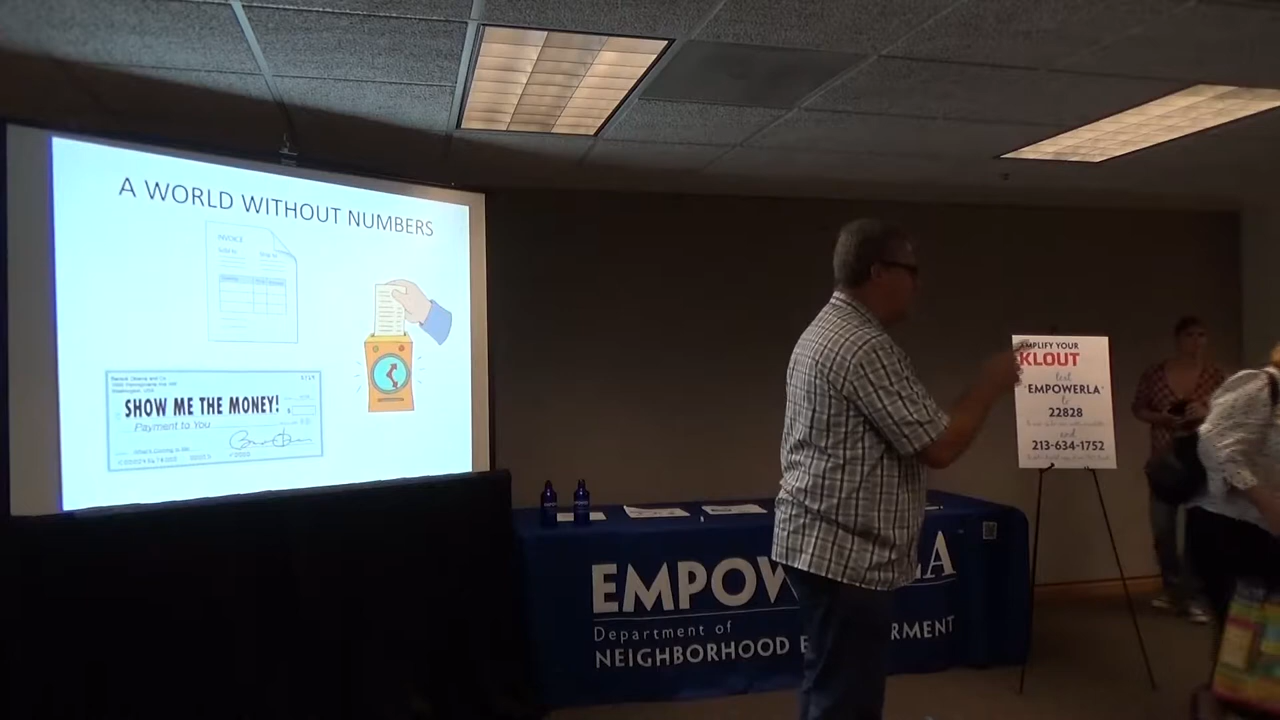 A WORLD WITHOUT NUMBERS
INVOICE
SHOW ME THE MONEY!
$
Payment to You
AMPLIFY YOUR
KLOUT
text
"EMPOWERLA"
to
22828
and
213-634-1752
EMPOW LA
Department of
NEIGHBORHOOD E RMENT